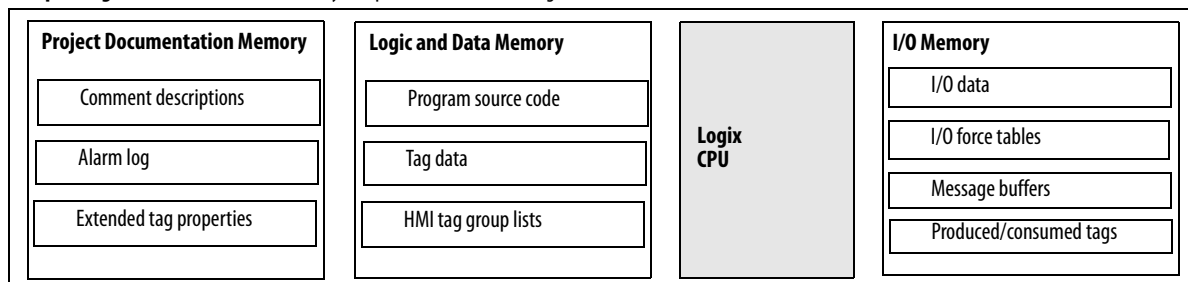 Project Documentation Memory
Comment descriptions
Alarm log
Extended tag properties
Logic and Data Memory
Program source code
Tag data
HMI tag group lists
Logix
CPU
I/O Memory
I/O data
I/O force tables
Message buffers
Produced/consumed tags